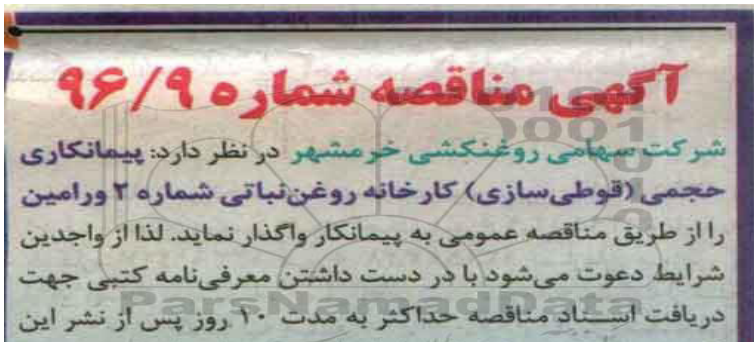 آگهی مناقصه شماره ۹۶/۹
شرکت سهامی روغنکشی خرمشهر در نظر دارد: پیمانکاری
حجمی (قوطی‌سازی) کارخانه روغن‌نباتی شماره ۲ ورامین
را از طریق مناقصه عمومی به پیمانکار واگذار نماید. لذا از واجدین
شرایط دعوت می‌شود با در دست داشتن معرفی‌نامه کتبی جهت
دریافت اسناد مناقصه حداکثر به مدت ۱۰ روز پس از نشر این
ParsNamadData